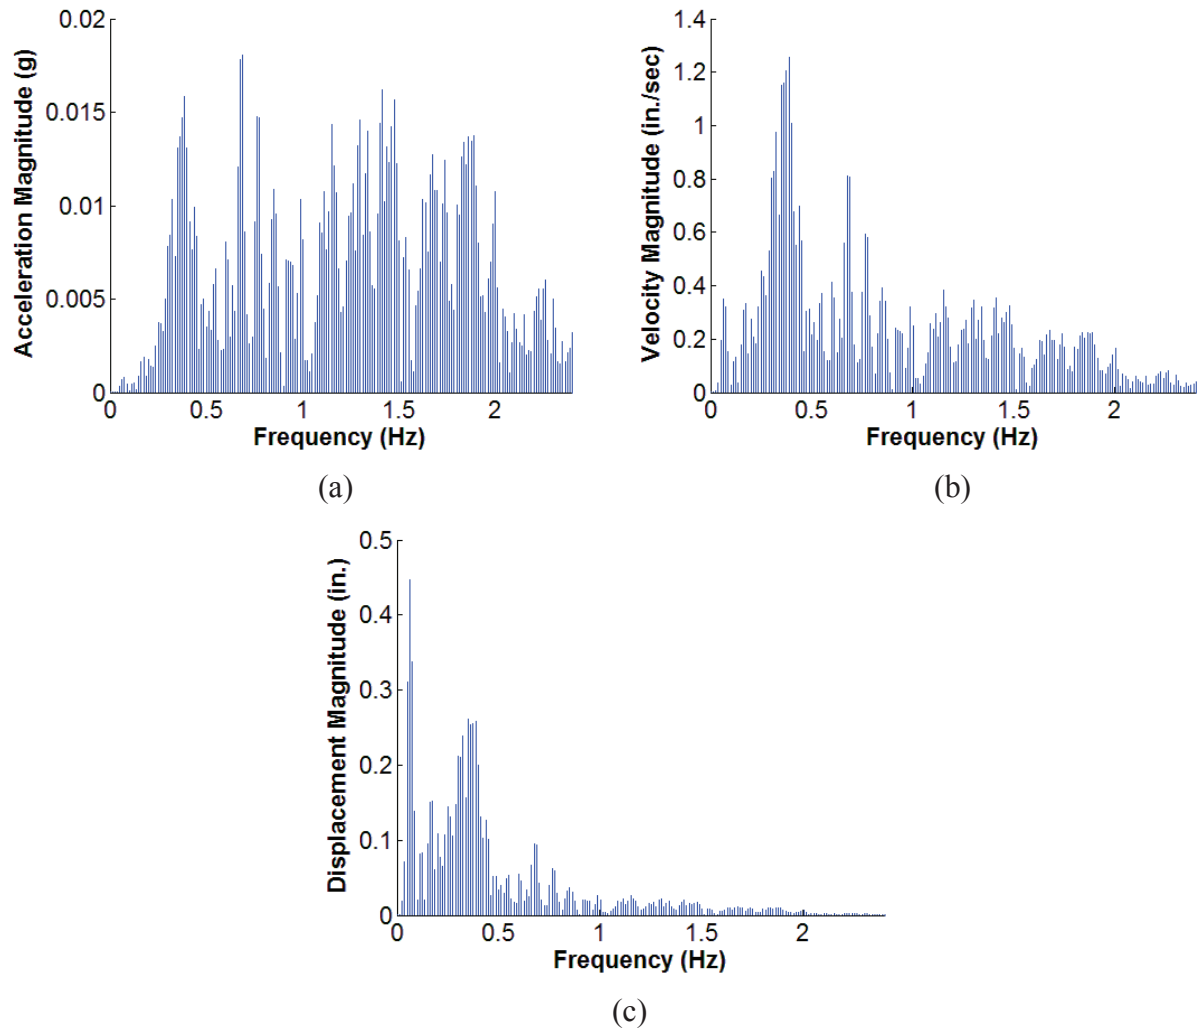 0.02
0.015
0.01
0.005
0
Acceleration Magnitude (g)
0 0.5 1 1.5 2
Frequency (Hz)
(a)
1.4
1.2
1
0.8
0.6
0.4
0.2
0
Velocity Magnitude (in./sec)
0 0.5 1 1.5 2
Frequency (Hz)
(b)
0.5
0.4
0.3
0.2
0.1
0
Displacement Magnitude (in.)
0 0.5 1 1.5 2
Frequency (Hz)
(c)